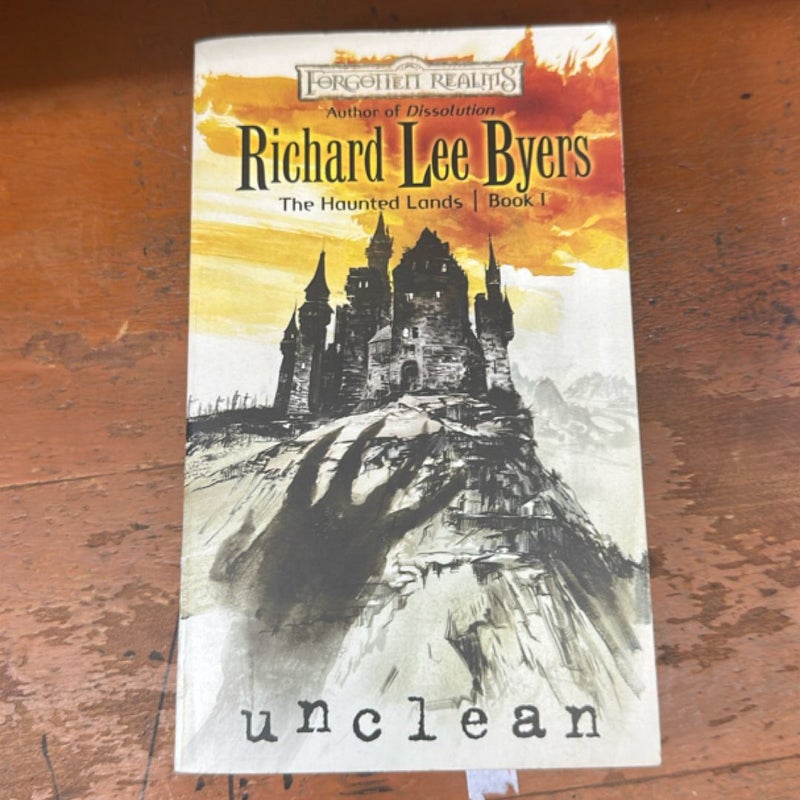 FORGOTTEN REALMS
Author of Dissolution
Richard Lee Byers
The Haunted Lands | Book I
unclean